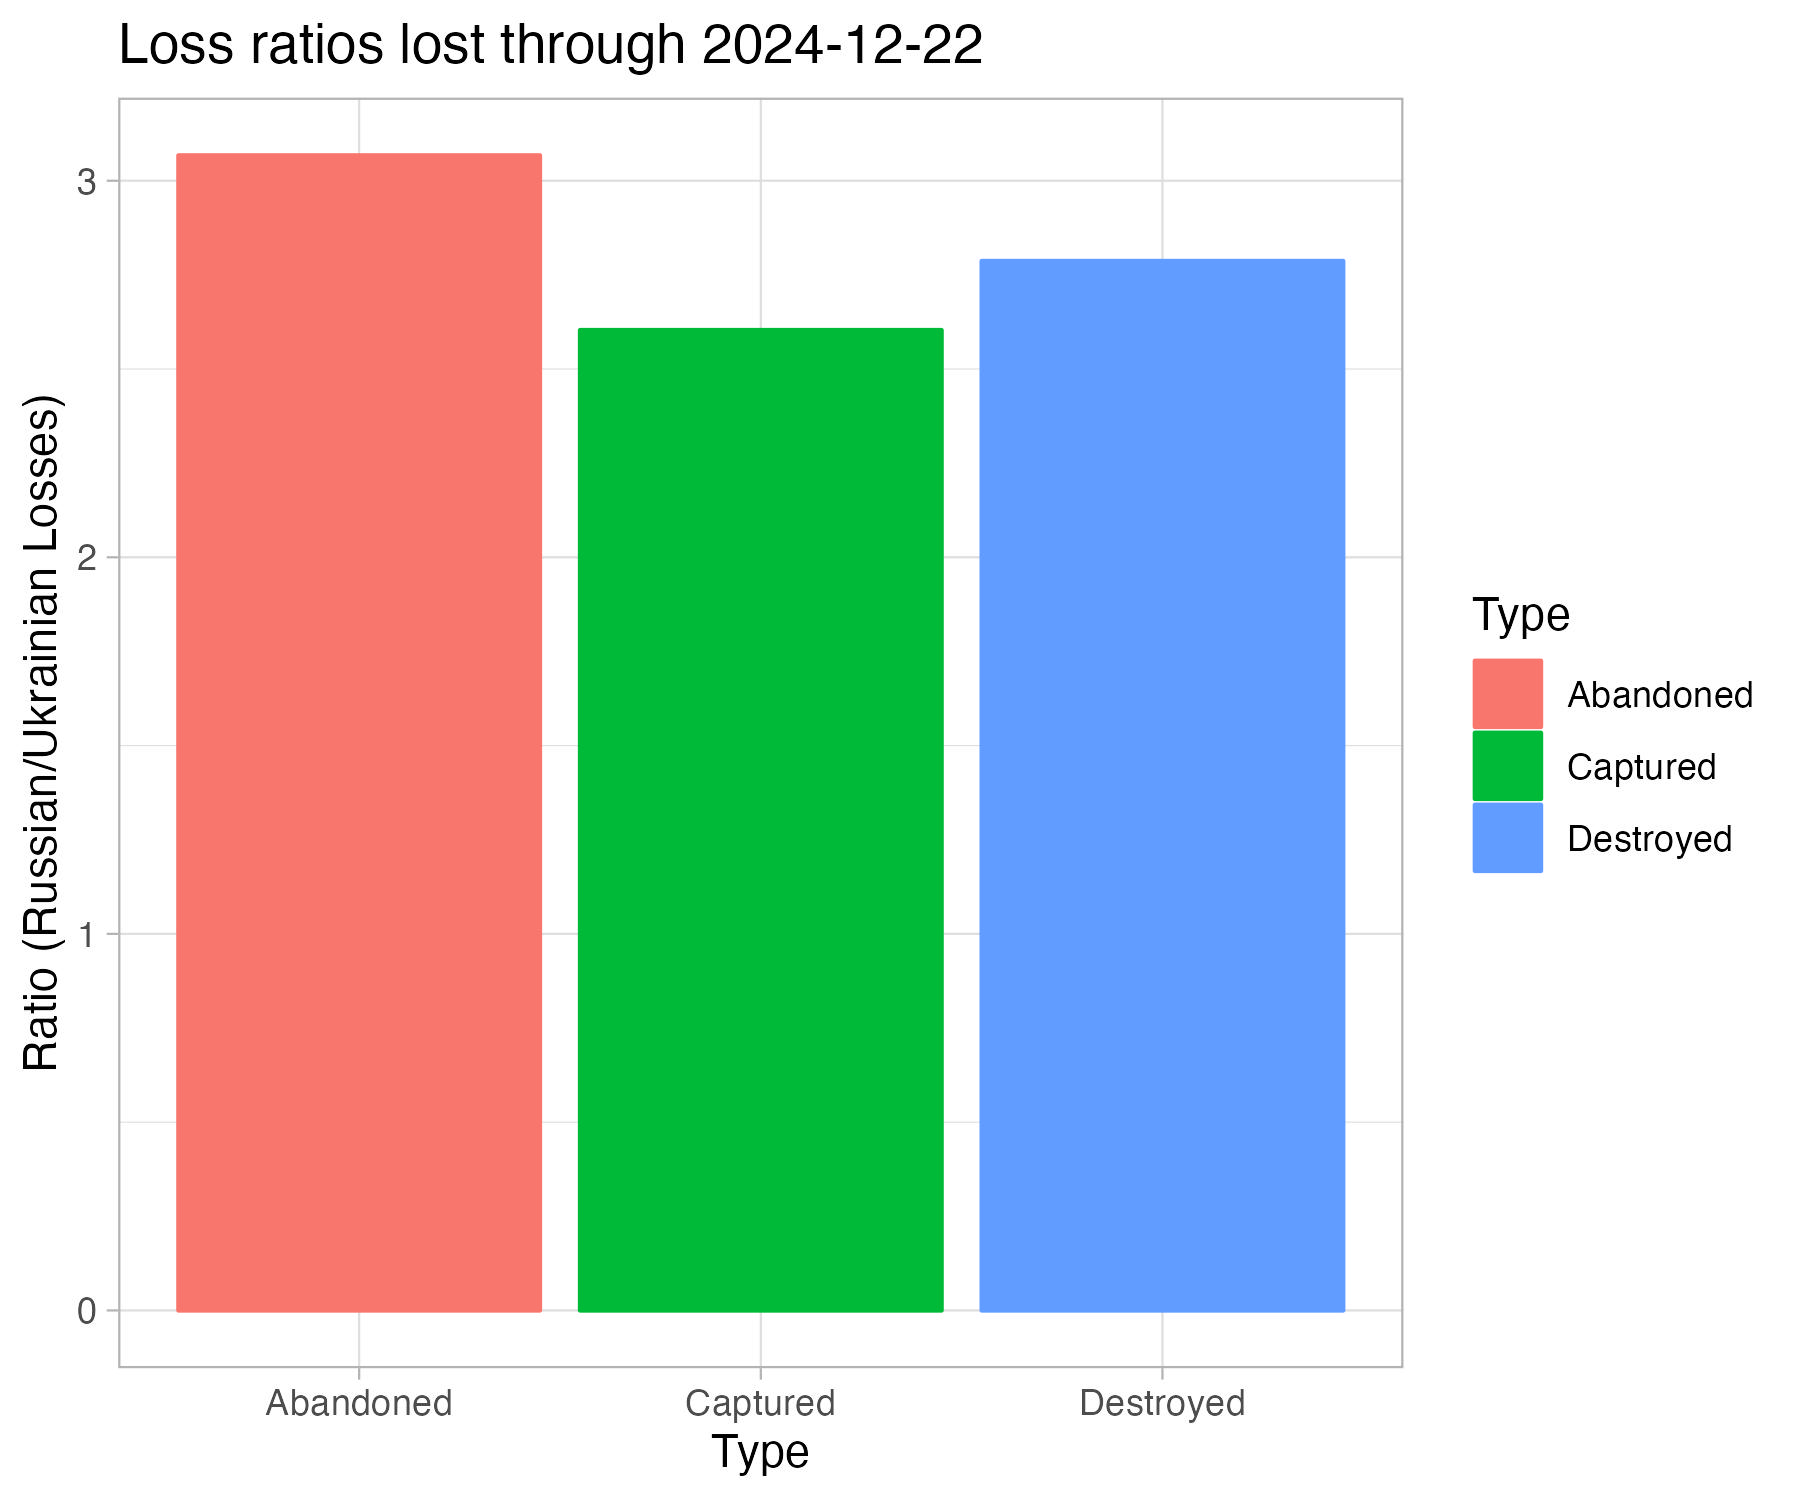 Loss ratios lost through 2024-12-22
Ratio (Russian/Ukrainian Losses)
3
2
1
0
Abandoned
Captured
Destroyed
Type
Type
Abandoned
Captured
Destroyed